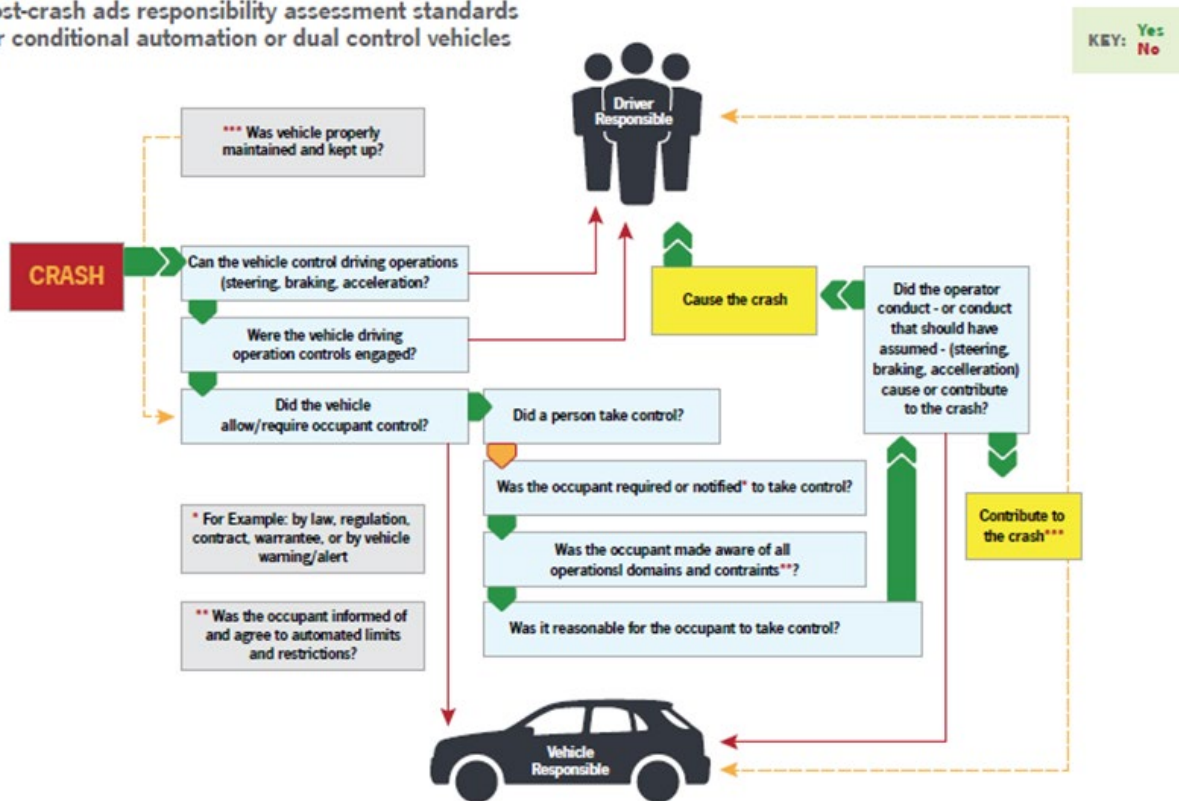 ost-crash ads responsibility assessment standards
r conditional automation or dual control vehicles
KEY: Yes
No
Driver
Responsible
*** Was vehicle properly
maintained and kept up?
CRASH
Can the vehicle control driving operations
(steering, braking, acceleration?
Were the vehicle driving
operation controls engaged?
Did the vehicle
allow/require occupant control?
Did a person take control?
Cause the crash
Did the operator
conduct - or conduct
that should have
assumed - (steering,
braking, accelleration)
cause or contribute
to the crash?
Was the occupant required or notified* to take control?
Was the occupant made aware of all
operationsl domains and contraints**?
Was it reasonable for the occupant to take control?
Contribute to
the crash***
* For Example: by law, regulation,
contract, warrantee, or by vehicle
warning/alert
** Was the occupant informed of
and agree to automated limits
and restrictions?
Vehicle
Responsible